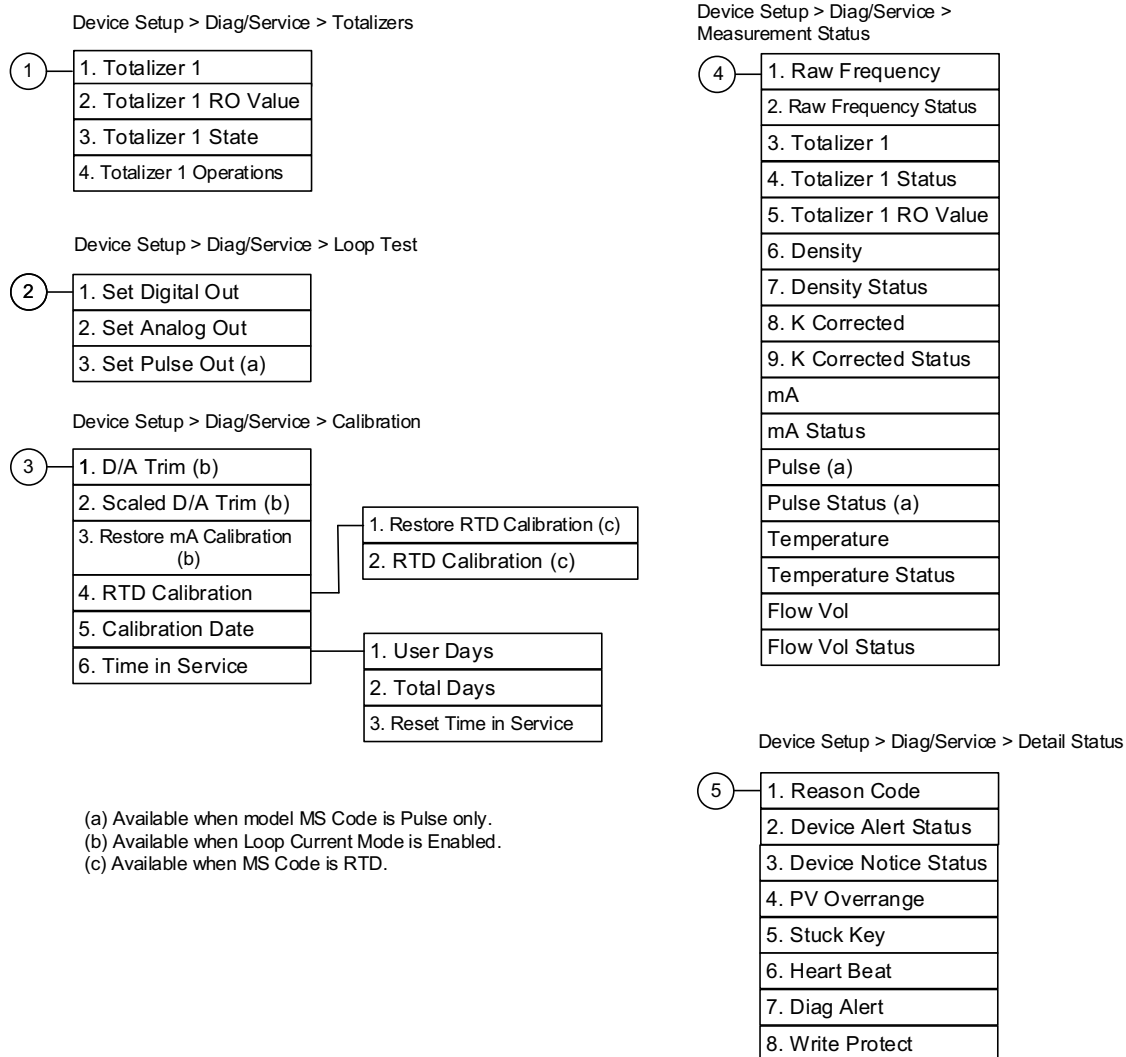 Device Setup > Diag/Service > Totalizers
1
1. Totalizer 1
2. Totalizer 1 RO Value
3. Totalizer 1 State
4. Totalizer 1 Operations
Device Setup > Diag/Service > Loop Test
2
1. Set Digital Out
2. Set Analog Out
3. Set Pulse Out (a)
Device Setup > Diag/Service > Calibration
3
1. D/A Trim (b)
2. Scaled D/A Trim (b)
3. Restore mA Calibration
(b)
4. RTD Calibration
5. Calibration Date
6. Time in Service
1. Restore RTD Calibration (c)
2. RTD Calibration (c)
1. User Days
2. Total Days
3. Reset Time in Service
(a) Available when model MS Code is Pulse only.
(b) Available when Loop Current Mode is Enabled.
(c) Available when MS Code is RTD.
Device Setup > Diag/Service >
Measurement Status
4
1. Raw Frequency
2. Raw Frequency Status
3. Totalizer 1
4. Totalizer 1 Status
5. Totalizer 1 RO Value
6. Density
7. Density Status
8. K Corrected
9. K Corrected Status
mA
mA Status
Pulse (a)
Pulse Status (a)
Temperature
Temperature Status
Flow Vol
Flow Vol Status
Device Setup > Diag/Service > Detail Status
5
1. Reason Code
2. Device Alert Status
3. Device Notice Status
4. PV Overrange
5. Stuck Key
6. Heart Beat
7. Diag Alert
8. Write Protect